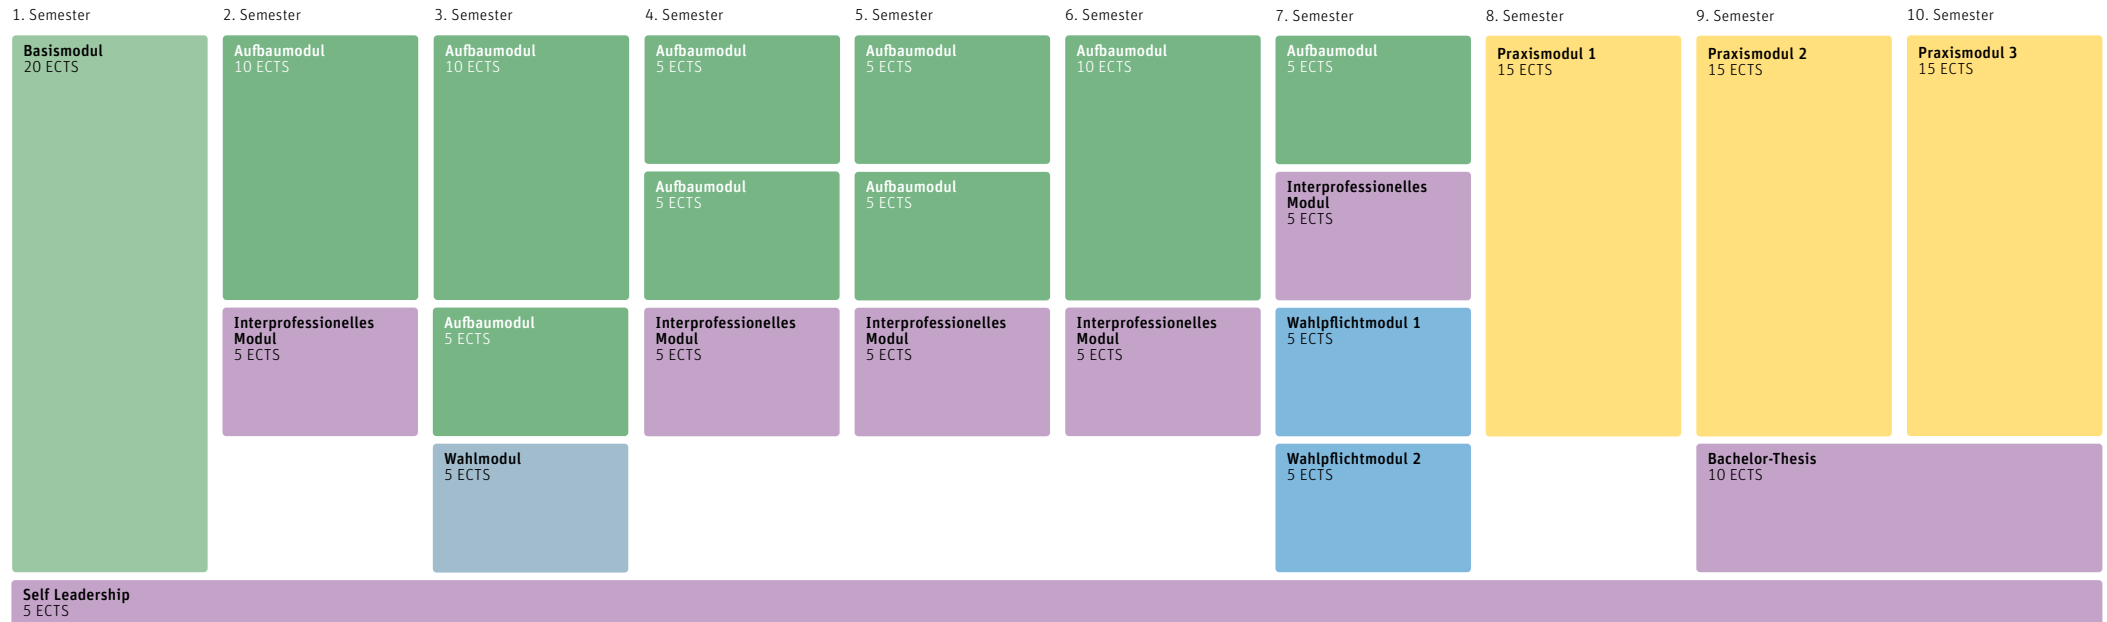 1. Semester
2. Semester
3. Semester
4. Semester
5. Semester
6. Semester
7. Semester
8. Semester
9. Semester
10. Semester
Basismodul
20 ECTS
Aufbaumodul
10 ECTS
Interprofessionelles
Modul
5 ECTS
Aufbaumodul
10 ECTS
Aufbaumodul
5 ECTS
Wahlmodul
5 ECTS
Aufbaumodul
5 ECTS
Aufbaumodul
5 ECTS
Interprofessionelles
Modul
5 ECTS
Aufbaumodul
5 ECTS
Aufbaumodul
5 ECTS
Interprofessionelles
Modul
5 ECTS
Aufbaumodul
10 ECTS
Interprofessionelles
Modul
5 ECTS
Aufbaumodul
5 ECTS
Interprofessionelles
Modul
5 ECTS
Wahlpflichtmodul 1
5 ECTS
Wahlpflichtmodul 2
5 ECTS
Praxismodul 1
15 ECTS
Praxismodul 2
15 ECTS
Praxismodul 3
15 ECTS
Bachelor-Thesis
10 ECTS
Self Leadership
5 ECTS